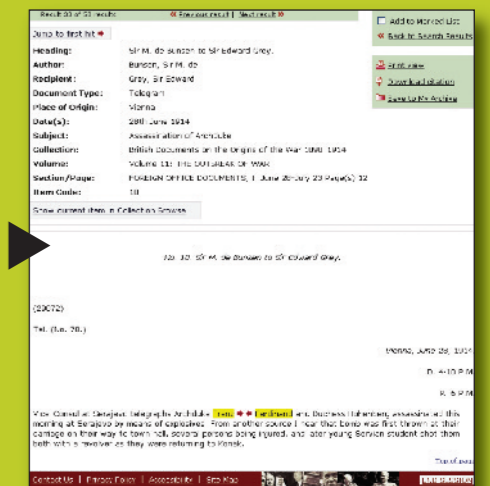 Result 33 of 53 results « Previous result | Next result »
Add to Marked List
Jump to first hit
« Back to Search Results
Heading: Sir M. de Bunsen to Sir Edward Grey.
Author: Bunsen, Sir M. de
Print view
Recipient: Grey, Sir Edward
Download citation
Document Type: Telegram
Save to My Archive
Place of Origin: Vienna
Date(s): 28th June 1914
Subject: Assassination of Archduke
Collection: British Documents on the Origins of the War 1898-1914
Volume: Volume 11: THE OUTBREAK OF WAR
Section/Page: FOREIGN OFFICE DOCUMENTS, June 28-July 23 Page(s) 12
Item Code: 10
Show current item in Collection Browse
No. 10. Sir M. de Bunsen to Sir Edward Grey.
Tel. (No. 70.)
Vienna, June 28, 1914
D. 4·10 P.M
R. 6 P.M
Vice Consul at Serajevo telegraphs Archduke Franz Ferdinand and Duchess Hohenberg assassinated this
morning at Serajevo by means of explosives. From another source I hear that bomb was first thrown at their
carriage on their way to town hall, several persons being injured, and later young Servian student shot them
both with a revolver as they were returning to Konak.
Top of page
Contact Us | Privacy Policy | Accessibility | Site Map